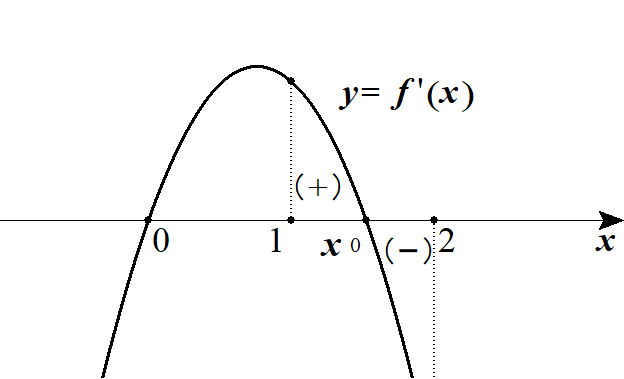 y= f'(x)
(+)
0 1 x 0 (−) 2 x